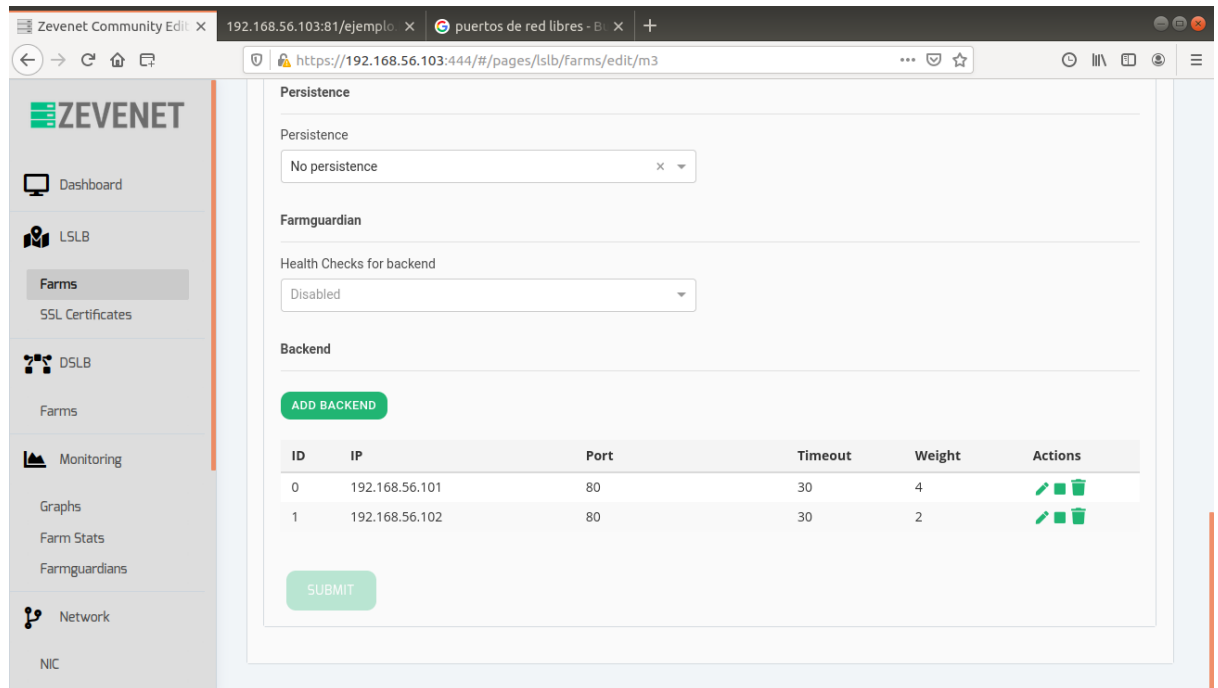 Zevenet Community Edit
192.168.56.103:81/ejemplo.
puertos de red libres - Bu
https://192.168.56.103:444/#/pages/lslb/farms/edit/m3
ZEVENET
Dashboard
LSLB
Farms
SSL Certificates
DSLB
Farms
Monitoring
Graphs
Farm Stats
Farmguardians
Network
NIC
Persistence
Persistence
No persistence
Farmguardian
Health Checks for backend
Disabled
Backend
ADD BACKEND
ID IP Port Timeout Weight Actions
0 192.168.56.101 80 30 4
1 192.168.56.102 80 30 2
SUBMIT